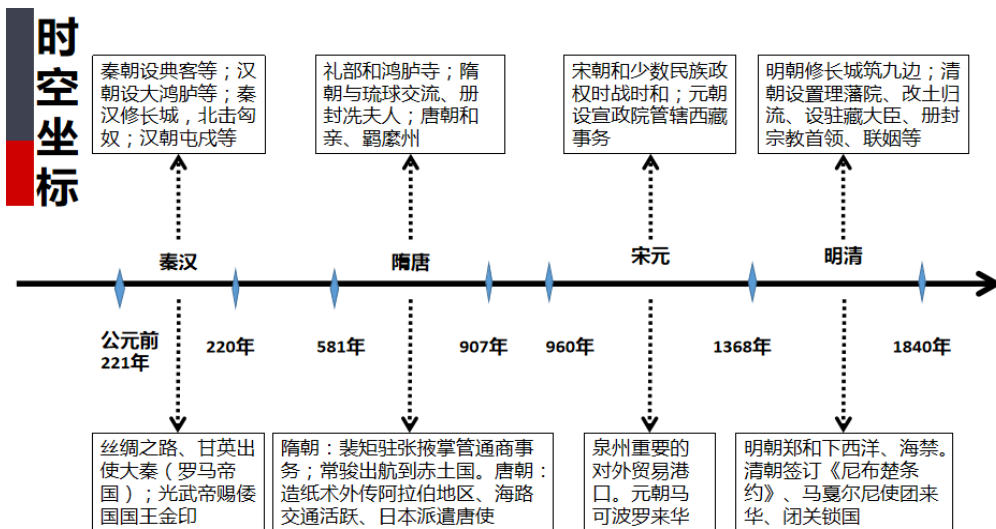 时空坐标
秦朝设典客等；汉
朝设大鸿胪等；秦
汉修长城，北击匈
奴；汉朝屯戍等
礼部和鸿胪寺；隋
朝与琉球交流、册
封冼夫人；唐朝和
亲、羁縻州
宋朝和少数民族政
权时战时和；元朝
设宣政院管辖西藏
事务
明朝修长城筑九边；清
朝设置理藩院、改土归
流、设驻藏大臣、册封
宗教首领、联姻等
秦汉
隋唐
宋元
明清
公元前
221年
220年
581年
907年
960年
1368年
1840年
丝绸之路、甘英出
使大秦（罗马帝
国）；光武帝赐倭
国国王金印
隋朝：裴矩驻张掖掌管通商事
务；常骏出航到赤土国。唐朝：
造纸术外传阿拉伯地区、海路
交通活跃、日本派遣唐使
泉州重要的
对外贸易港
口。元朝马
可波罗来华
明朝郑和下西洋、海禁。
清朝签订《尼布楚条
约》、马戛尔尼使团来
华、闭关锁国